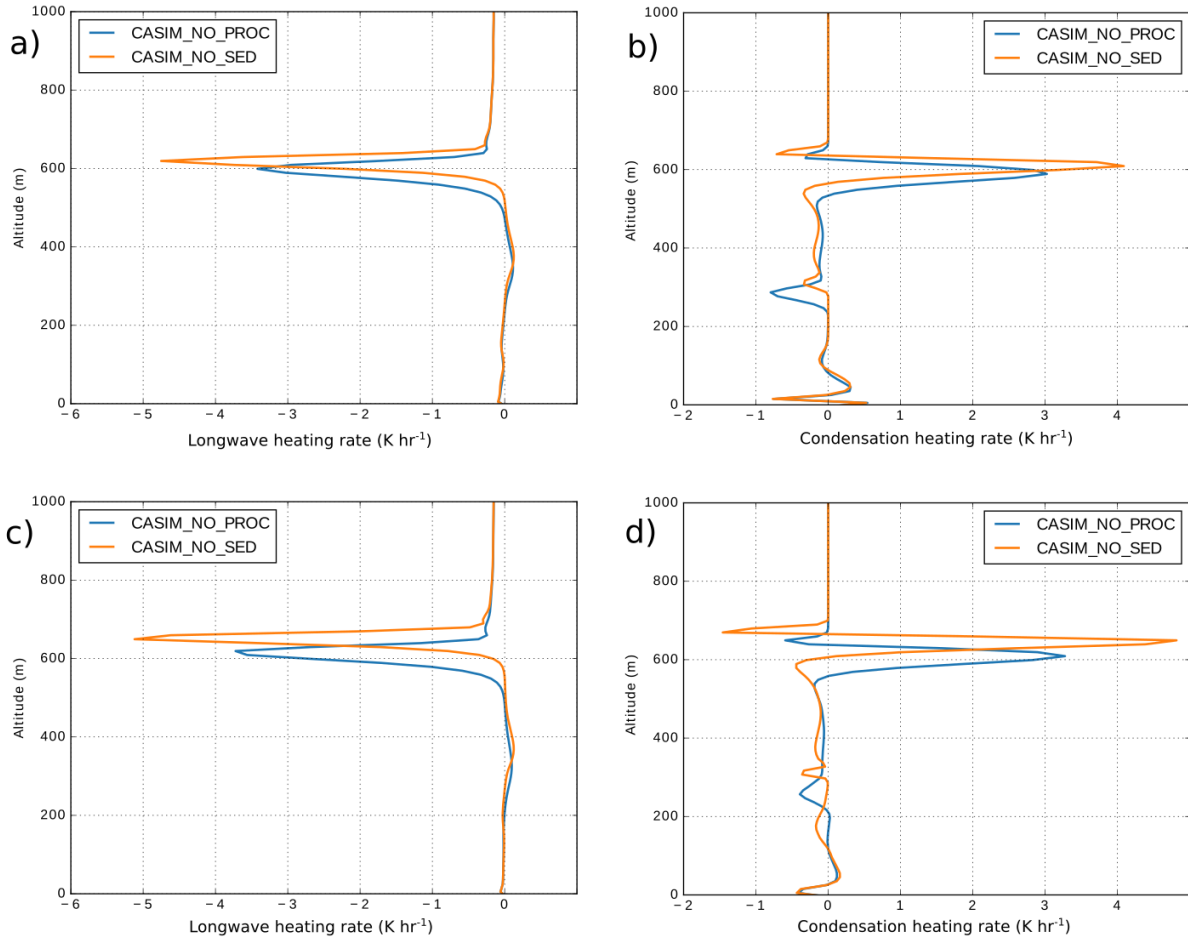 a)
CASIM_NO_PROC
CASIM_NO_SED
1000
800
600
400
200
0
Altitude (m)
−6 −5 −4 −3 −2 −1 0
Longwave heating rate (K hr⁻¹)
b)
CASIM_NO_PROC
CASIM_NO_SED
1000
800
600
400
200
0
Altitude (m)
−2 −1 0 1 2 3 4
Condensation heating rate (K hr⁻¹)
c)
CASIM_NO_PROC
CASIM_NO_SED
1000
800
600
400
200
0
Altitude (m)
−6 −5 −4 −3 −2 −1 0
Longwave heating rate (K hr⁻¹)
d)
CASIM_NO_PROC
CASIM_NO_SED
1000
800
600
400
200
0
Altitude (m)
−2 −1 0 1 2 3 4
Condensation heating rate (K hr⁻¹)